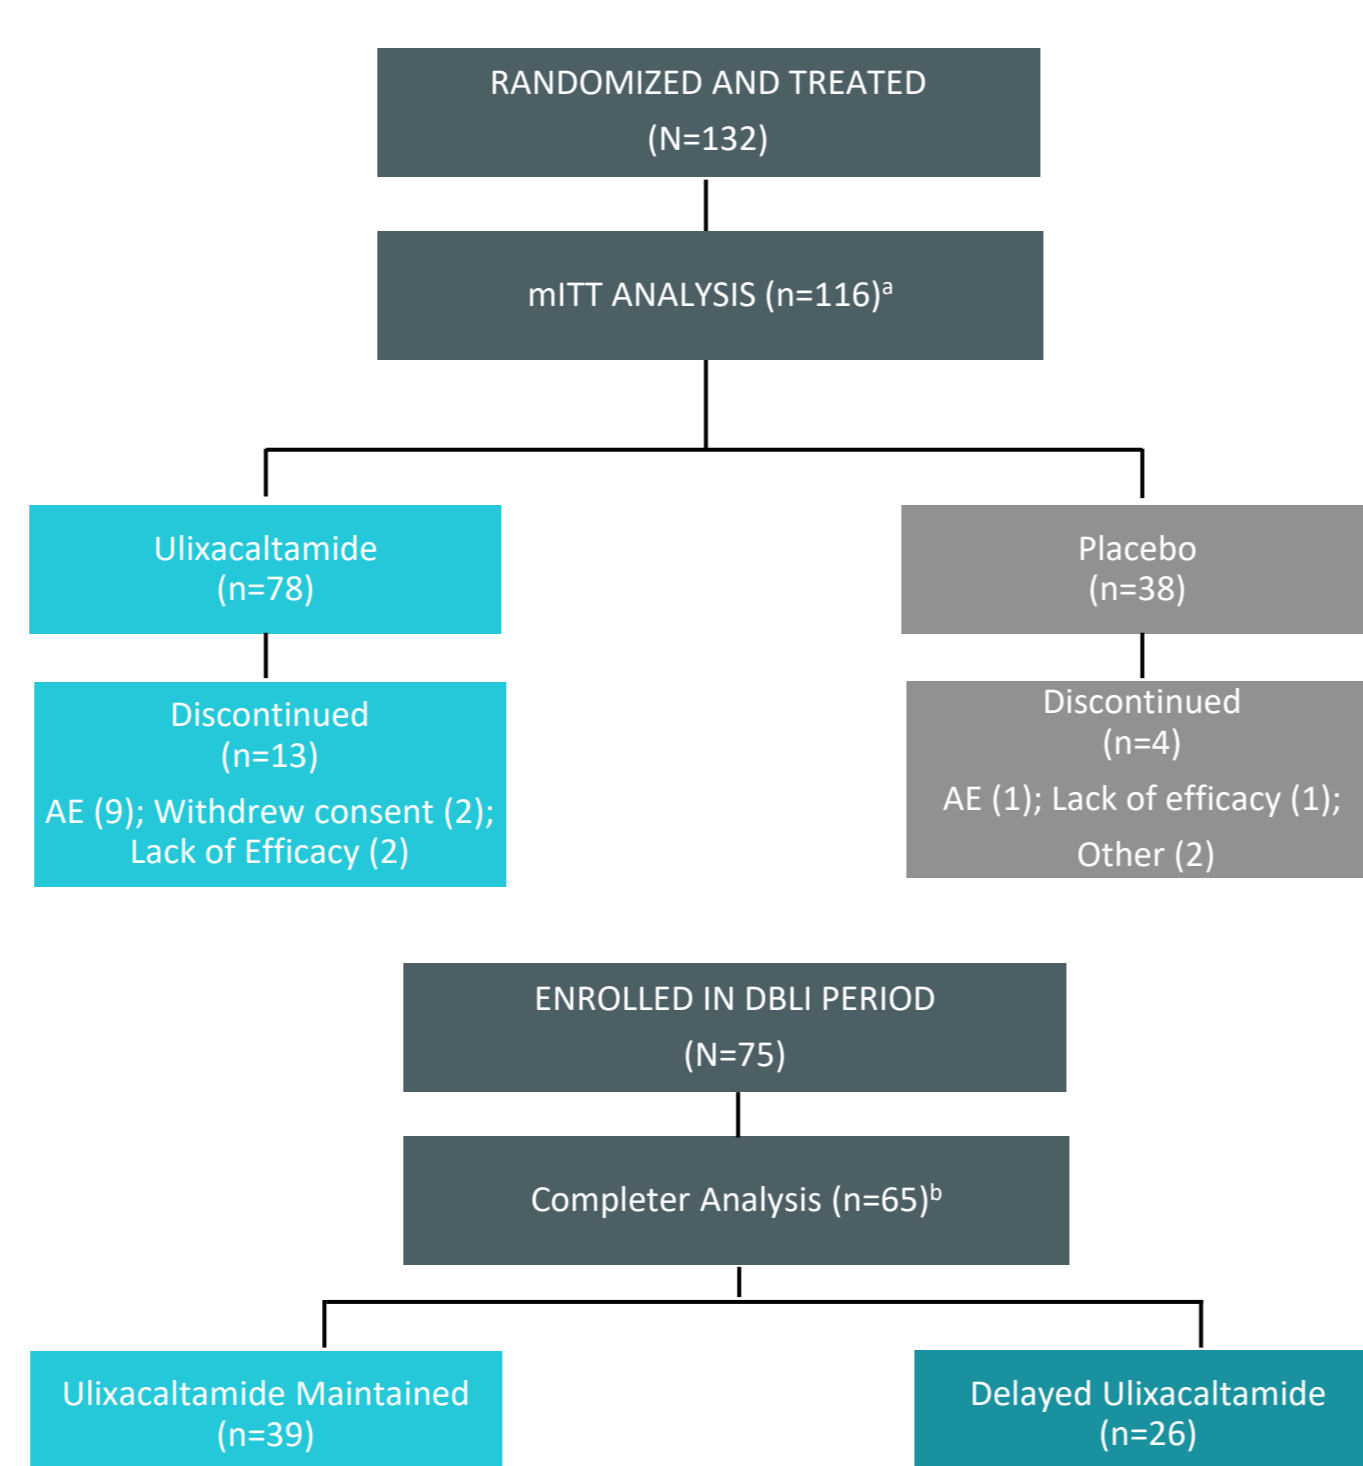 RANDOMIZED AND TREATED
(N=132)
mITT ANALYSIS (n=116)ᵃ
Ulixacaltamide
(n=78)
Placebo
(n=38)
Discontinued
(n=13)
AE (9); Withdrew consent (2);
Lack of Efficacy (2)
Discontinued
(n=4)
AE (1); Lack of efficacy (1);
Other (2)
ENROLLED IN DBLI PERIOD
(N=75)
Completer Analysis (n=65)ᵇ
Ulixacaltamide Maintained
(n=39)
Delayed Ulixacaltamide
(n=26)